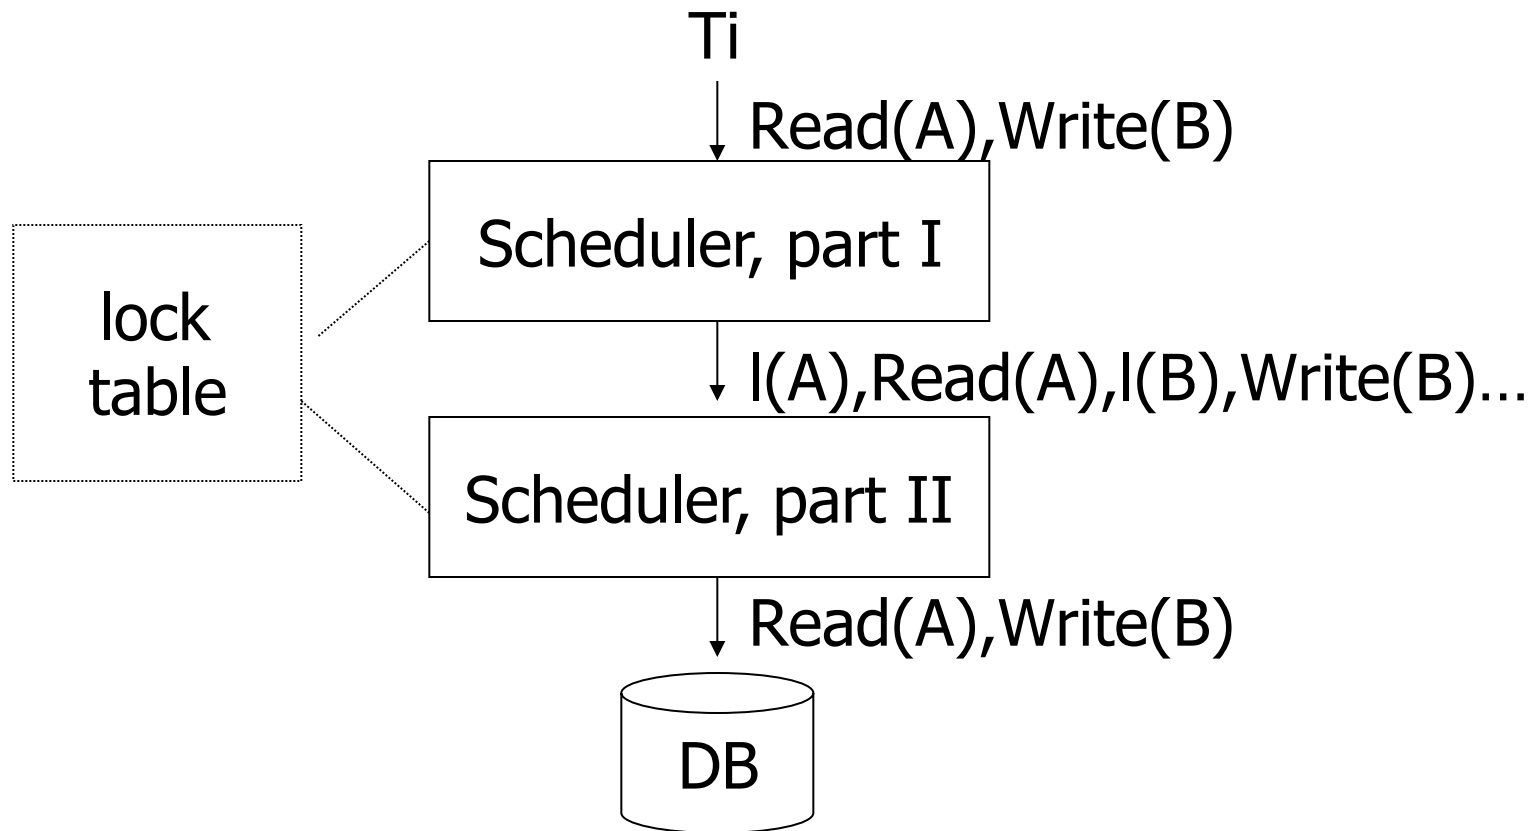 Ti
Read(A),Write(B)
Scheduler, part I
lock
table
l(A),Read(A),l(B),Write(B)...
Scheduler, part II
Read(A),Write(B)
DB